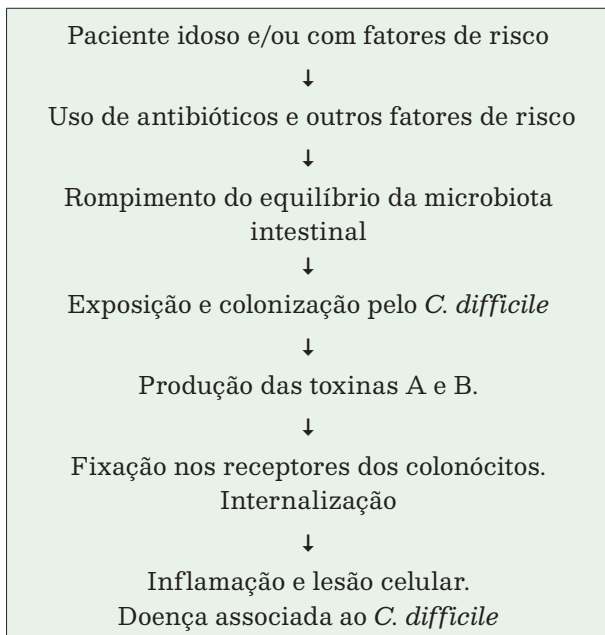 Paciente idoso e/ou com fatores de risco
↓
Uso de antibióticos e outros fatores de risco
↓
Rompimento do equilíbrio da microbiota
intestinal
↓
Exposição e colonização pelo C. difficile
↓
Produção das toxinas A e B.
↓
Fixação nos receptores dos colonócitos.
Internalização
↓
Inflamação e lesão celular.
Doença associada ao C. difficile